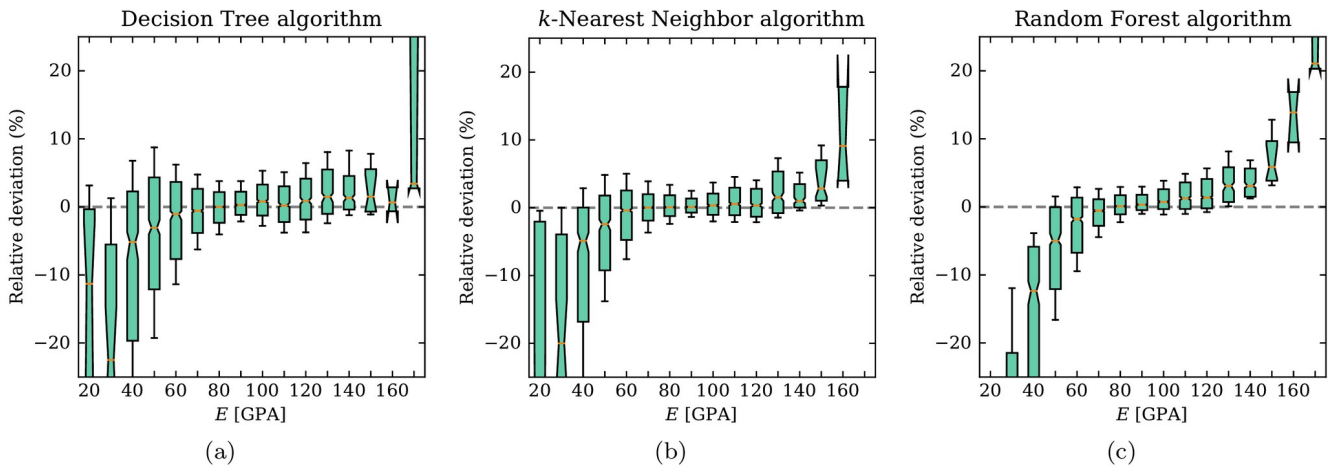 Decision Tree algorithm
Relative deviation (%)
20
10
0
−10
−20
20 40 60 80 100 120 140 160
E [GPA]
(a)
k-Nearest Neighbor algorithm
Relative deviation (%)
20
10
0
−10
−20
20 40 60 80 100 120 140 160
E [GPA]
(b)
Random Forest algorithm
Relative deviation (%)
20
10
0
−10
−20
20 40 60 80 100 120 140 160
E [GPA]
(c)